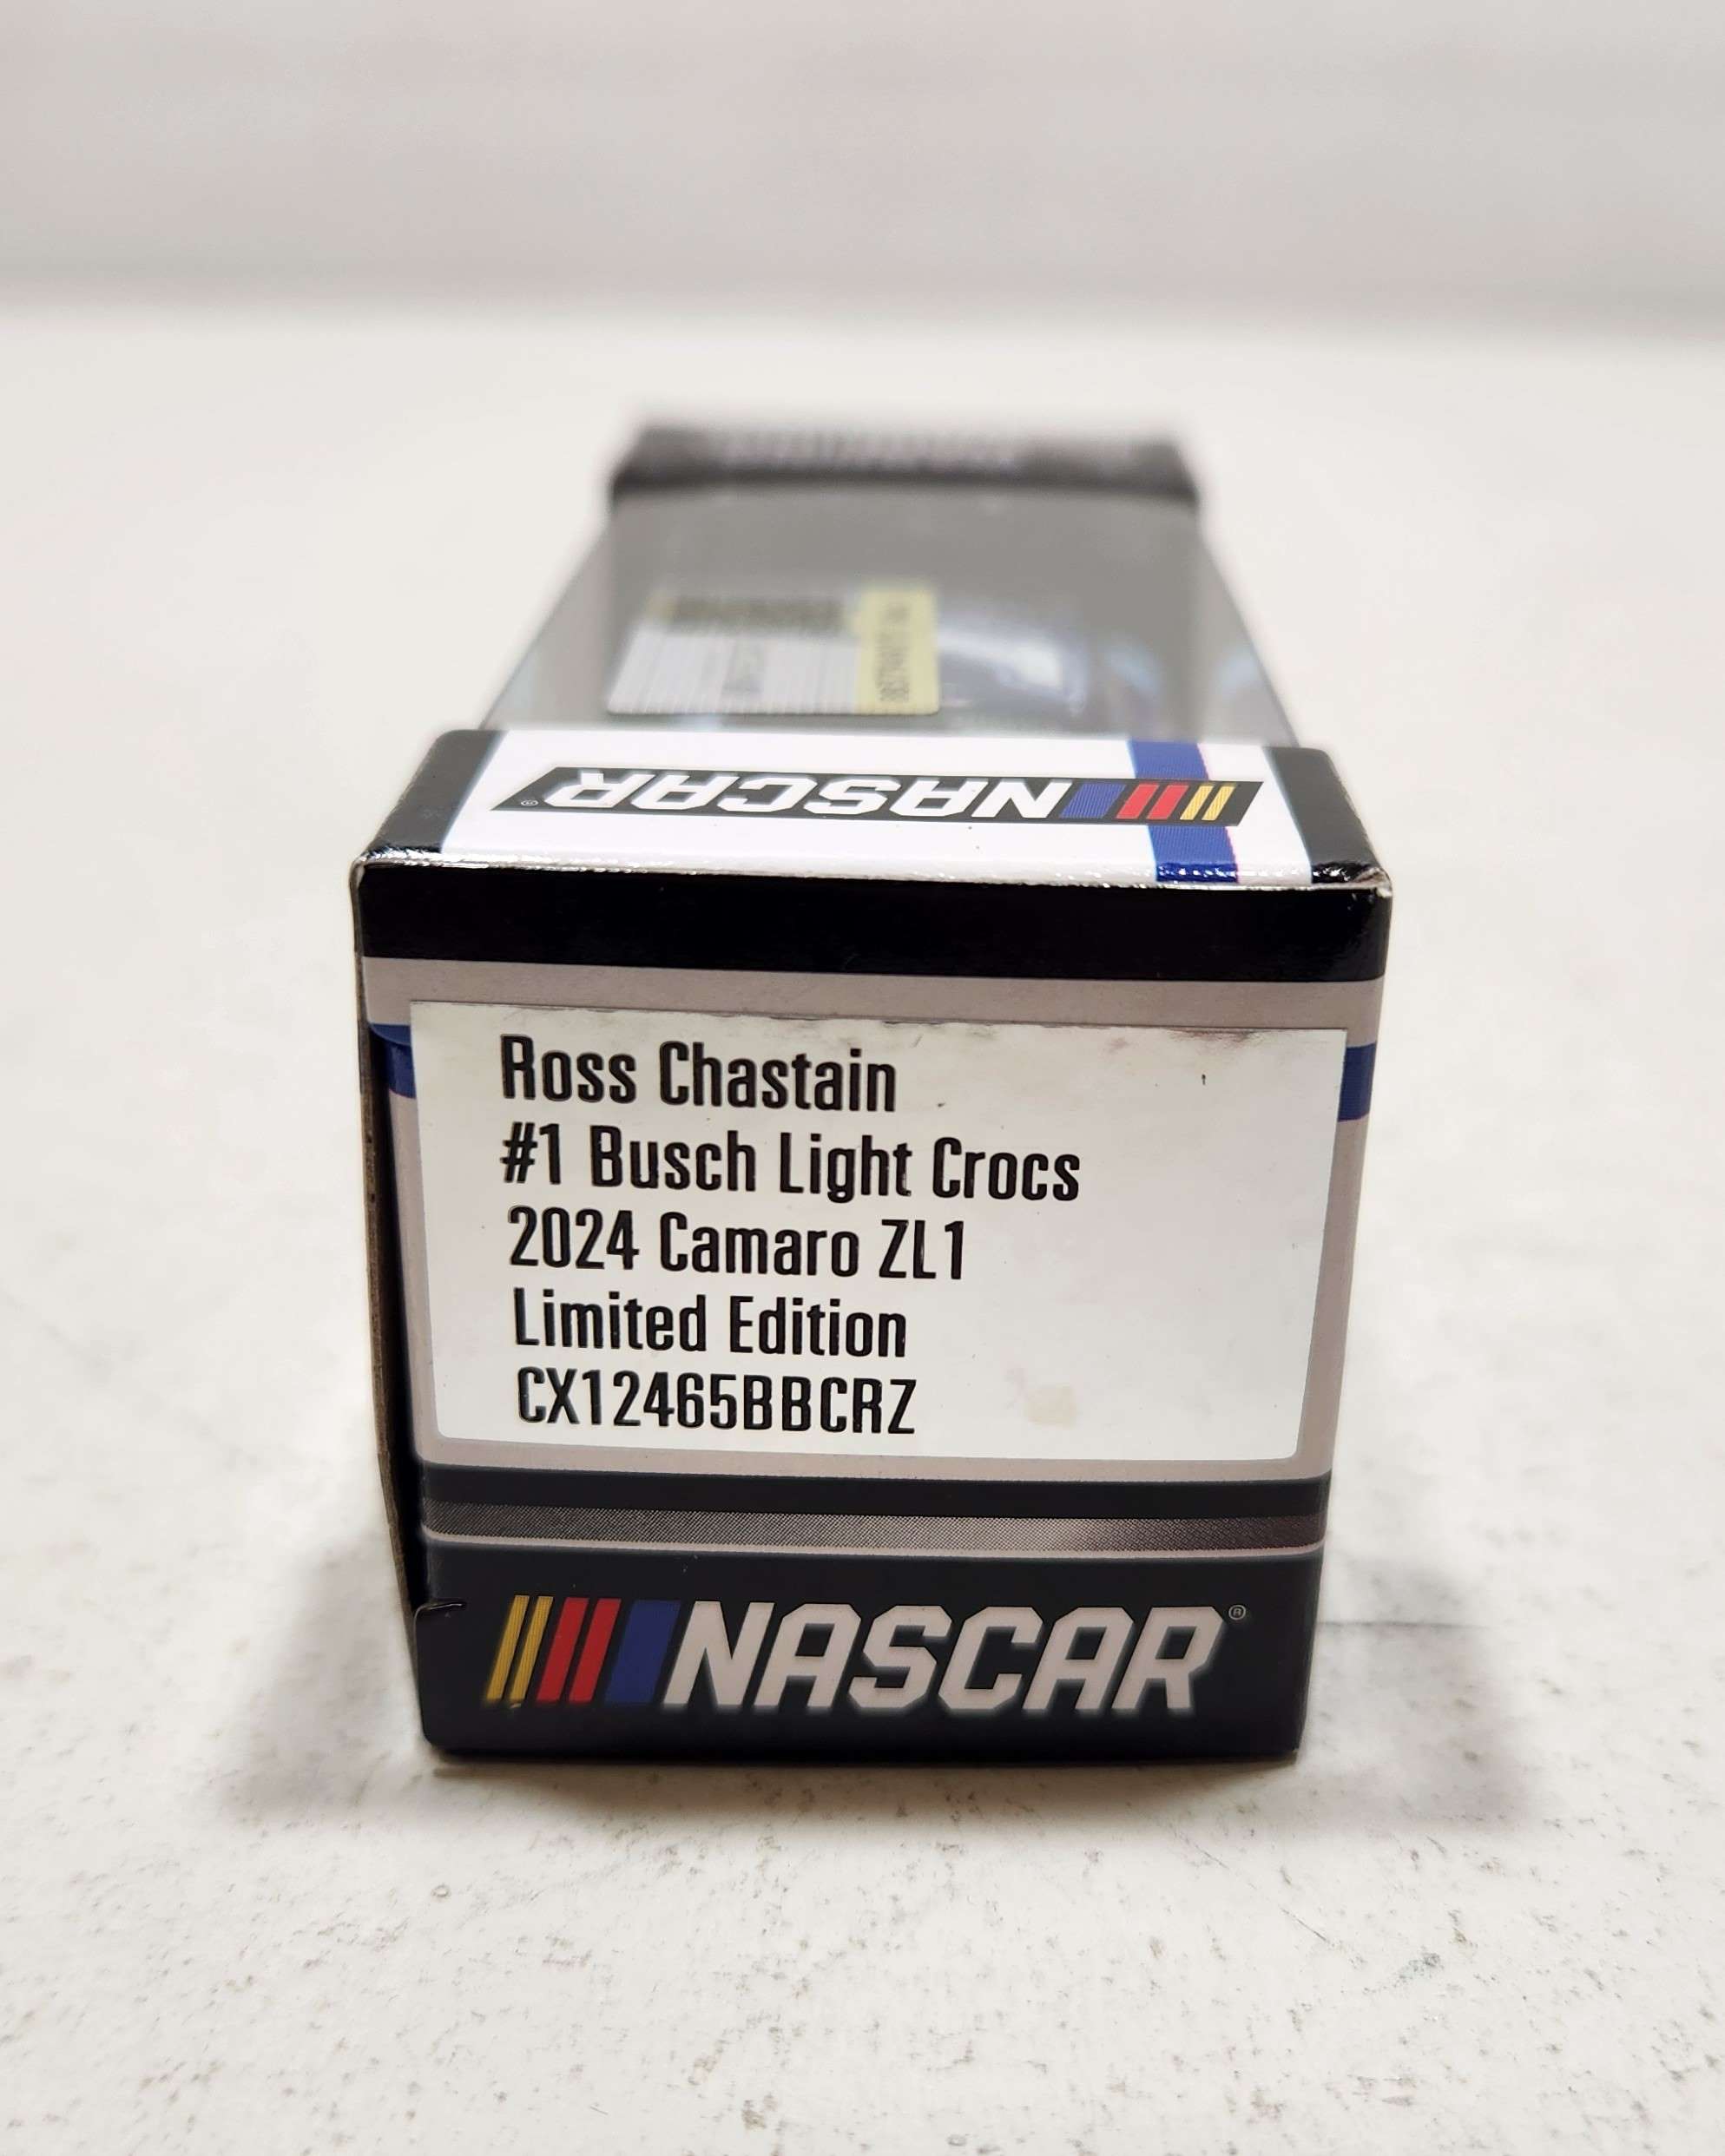 NASCAR
Ross Chastain
#1 Busch Light Crocs
2024 Camaro ZL1
Limited Edition
CX12465BBCRZ
NASCAR®